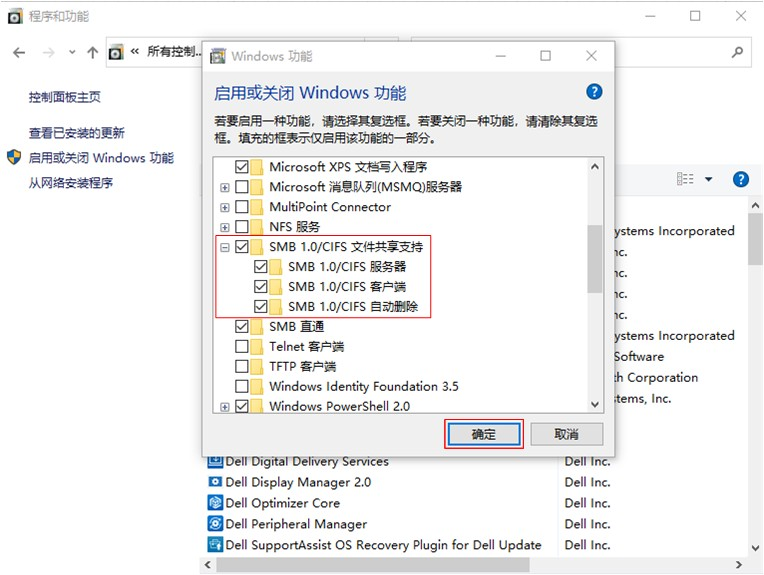 程序和功能
« 所有控制...
控制面板主页
查看已安装的更新
启用或关闭 Windows 功能
从网络安装程序
Windows 功能
启用或关闭 Windows 功能
若要启用一种功能，请选择其复选框。若要关闭一种功能，请清除其复选
框。填充的框表示仅启用该功能的一部分。
Microsoft XPS 文档写入程序
Microsoft 消息队列(MSMQ)服务器
MultiPoint Connector
NFS 服务
SMB 1.0/CIFS 文件共享支持
SMB 1.0/CIFS 服务器
SMB 1.0/CIFS 客户端
SMB 1.0/CIFS 自动删除
SMB 直通
Telnet 客户端
TFTP 客户端
Windows Identity Foundation 3.5
Windows PowerShell 2.0
确定 取消
ystems Incorporated
nc.
nc.
nc.
nc.
ystems Incorporated
Software
th Corporation
tems, Inc.
Dell Digital Delivery Services Dell Inc.
Dell Display Manager 2.0 Dell Inc.
Dell Optimizer Core Dell Inc.
Dell Peripheral Manager Dell Inc.
Dell SupportAssist OS Recovery Plugin for Dell Update Dell Inc.